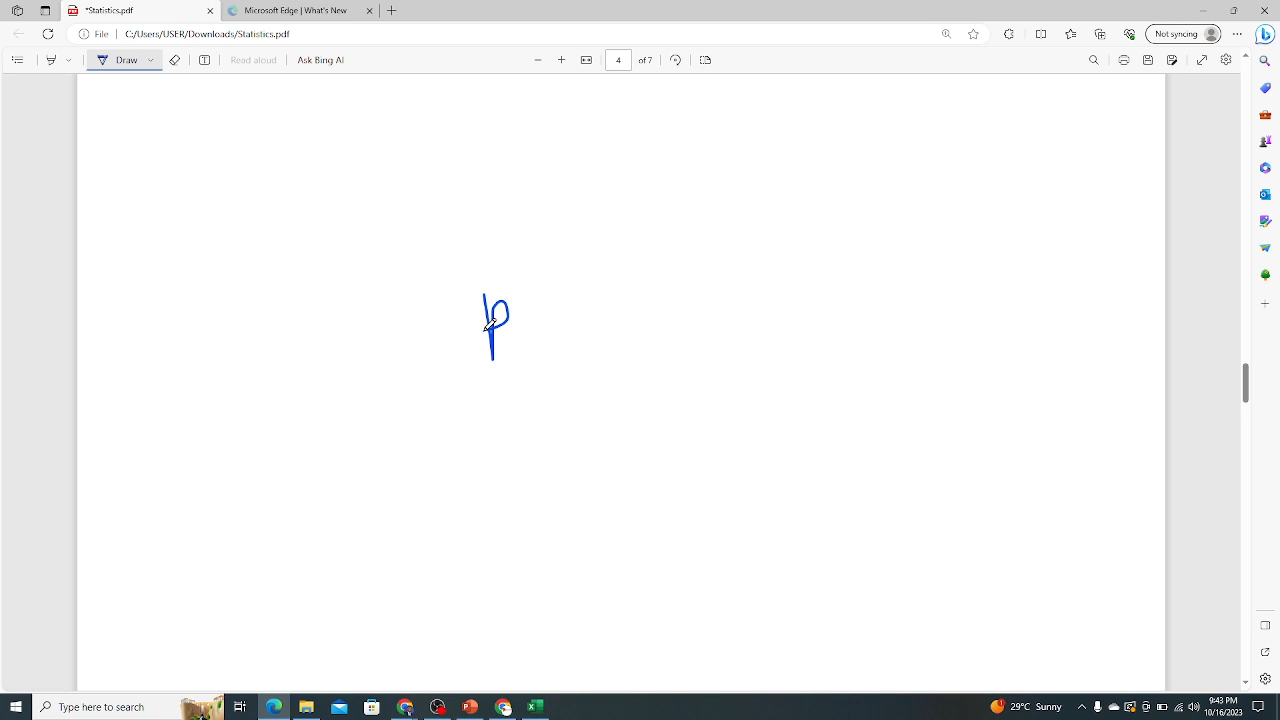 *Statistics.pdf
Microsoft Edge | What's New
File
C:/Users/USER/Downloads/Statistics.pdf
Not syncing
Draw
Read aloud
Ask Bing AI
4
of 7
p
Type here to search
29°C Sunny
9:43 PM
10/16/2023